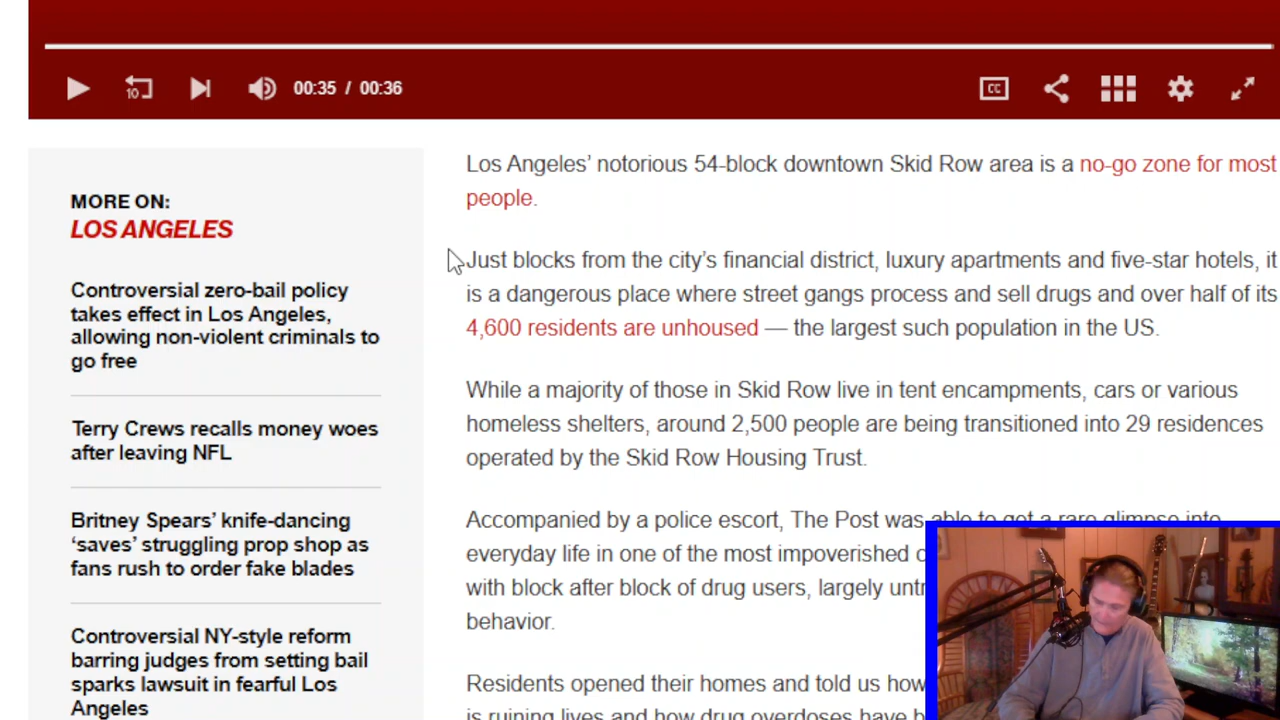 10
00:35 / 00:36
CC
MORE ON:
LOS ANGELES
Controversial zero-bail policy
takes effect in Los Angeles,
allowing non-violent criminals to
go free
Terry Crews recalls money woes
after leaving NFL
Britney Spears’ knife-dancing
‘saves’ struggling prop shop as
fans rush to order fake blades
Controversial NY-style reform
barring judges from setting bail
sparks lawsuit in fearful Los
Angeles
Los Angeles’ notorious 54-block downtown Skid Row area is a no-go zone for most
people.
Just blocks from the city’s financial district, luxury apartments and five-star hotels, it
is a dangerous place where street gangs process and sell drugs and over half of its
4,600 residents are unhoused — the largest such population in the US.
While a majority of those in Skid Row live in tent encampments, cars or various
homeless shelters, around 2,500 people are being transitioned into 29 residences
operated by the Skid Row Housing Trust.
Accompanied by a police escort, The Post was able to get a rare glimpse into
everyday life in one of the most impoverished
with block after block of drug users, largely
behavior.
Residents opened their homes and told us how
is ruining lives and how drug overdoses have